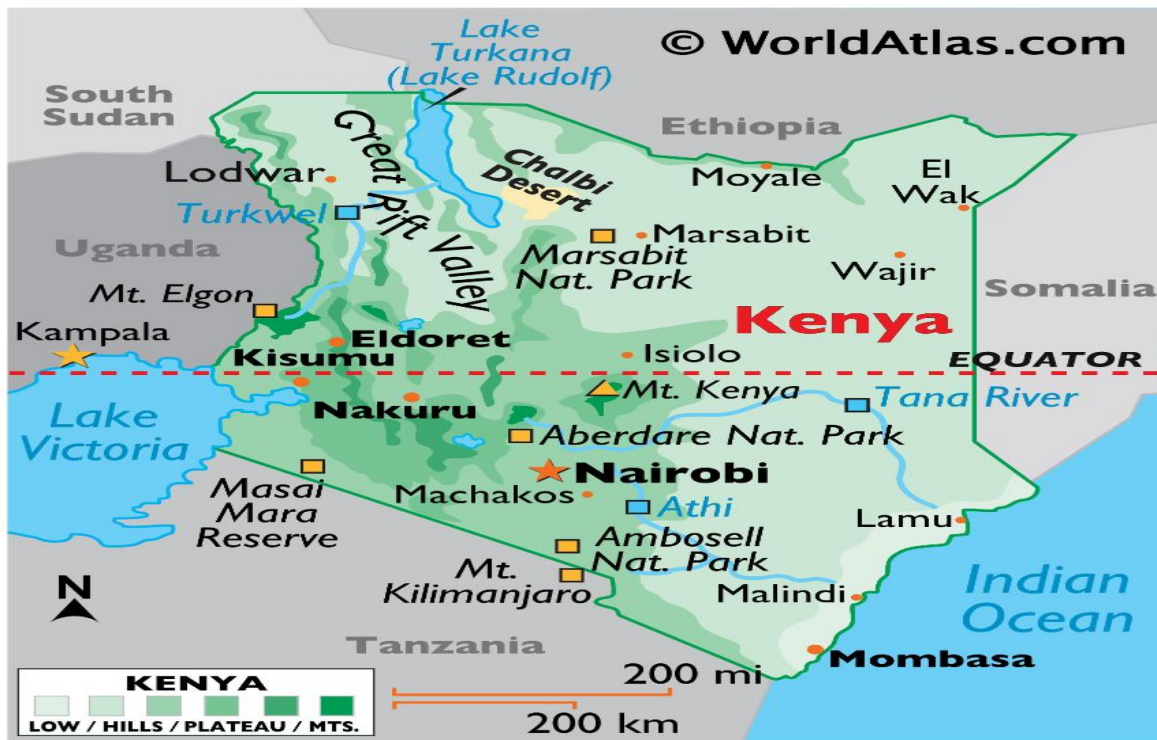 Lake
Turkana
(Lake Rudolf)
© WorldAtlas.com
South
Sudan
Ethiopia
Great Rift Valley
Chalbi
Desert
Lodwar
Moyale
El
Wak
Turkwel
Marsabit
Uganda
Marsabit
Nat. Park
Wajir
Somalia
Mt. Elgon
Kenya
Kampala
Eldoret
Kisumu
Isiolo
EQUATOR
Mt. Kenya
Tana River
Lake
Victoria
Nakuru
Aberdare Nat. Park
Nairobi
Masai
Mara
Reserve
Machakos
Athi
Lamu
Ambosell
Nat. Park
Mt.
Kilimanjaro
N
Malindi
Indian
Ocean
Tanzania
Mombasa
200 mi
200 km
KENYA
LOW / HILLS / PLATEAU / MTS.